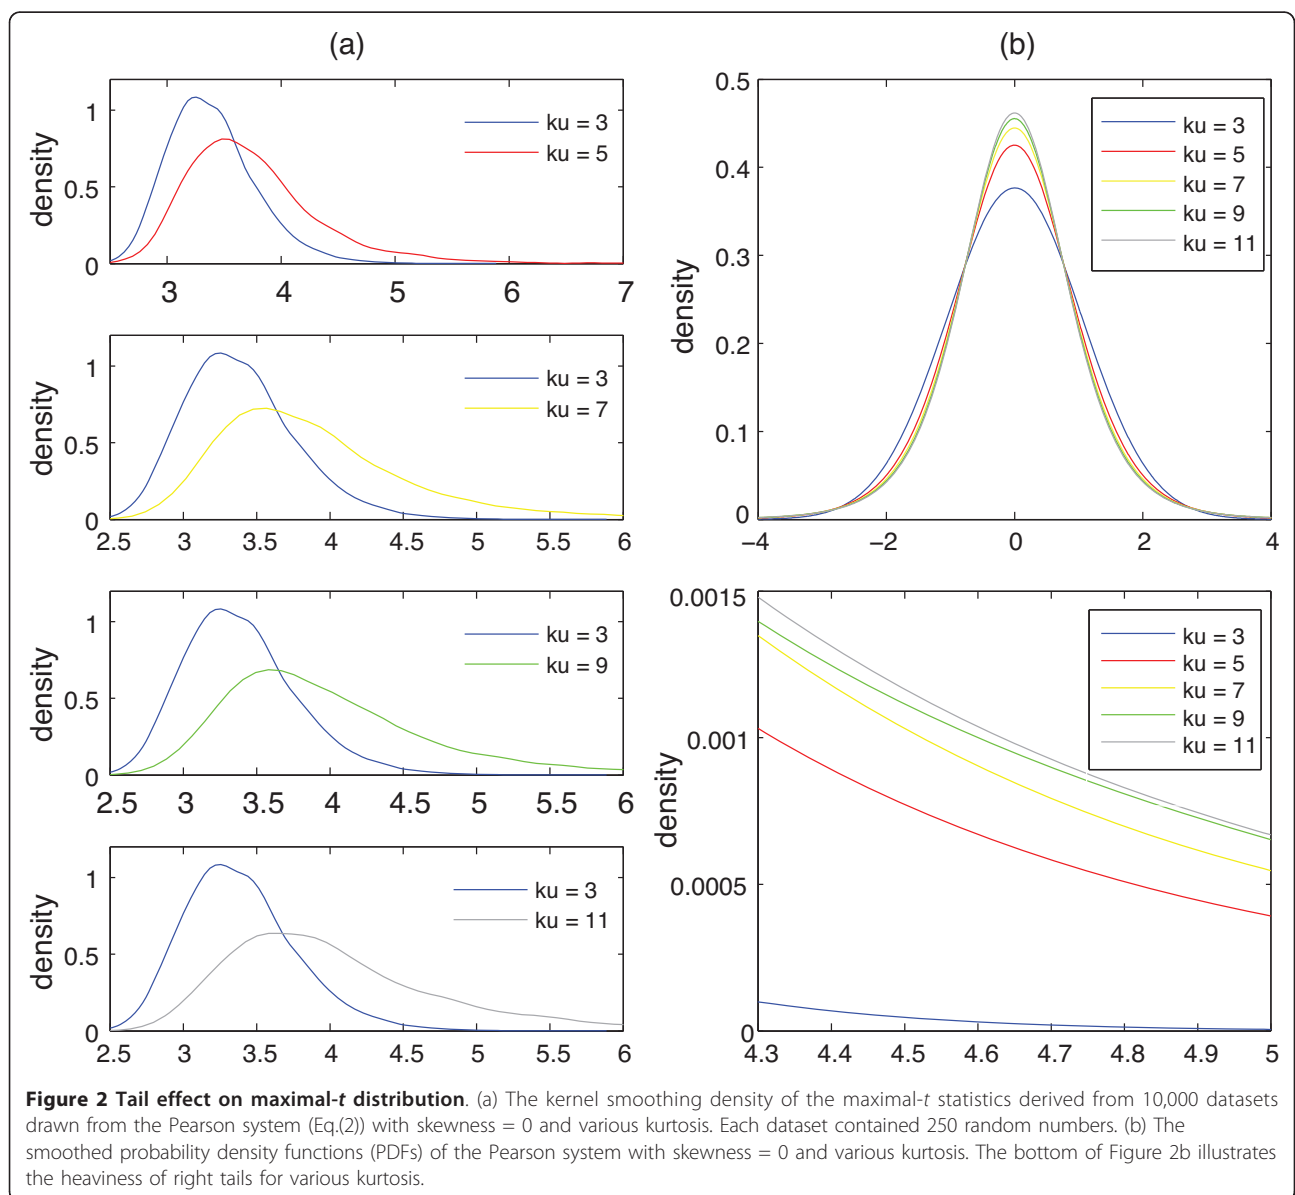 (a)
density
1
0.5
0
3 4 5 6 7
ku = 3
ku = 5
density
1
0.5
0
2.5 3 3.5 4 4.5 5 5.5 6
ku = 3
ku = 7
density
1
0.5
0
2.5 3 3.5 4 4.5 5 5.5 6
ku = 3
ku = 9
density
1
0.5
0
2.5 3 3.5 4 4.5 5 5.5 6
ku = 3
ku = 11
(b)
density
0.5
0.4
0.3
0.2
0.1
0
−4 −2 0 2 4
ku = 3
ku = 5
ku = 7
ku = 9
ku = 11
density
0.0015
0.001
0.0005
0
4.3 4.4 4.5 4.6 4.7 4.8 4.9 5
ku = 3
ku = 5
ku = 7
ku = 9
ku = 11
Figure 2 Tail effect on maximal-t distribution. (a) The kernel smoothing density of the maximal-t statistics derived from 10,000 datasets
drawn from the Pearson system (Eq.(2)) with skewness = 0 and various kurtosis. Each dataset contained 250 random numbers. (b) The
smoothed probability density functions (PDFs) of the Pearson system with skewness = 0 and various kurtosis. The bottom of Figure 2b illustrates
the heaviness of right tails for various kurtosis.